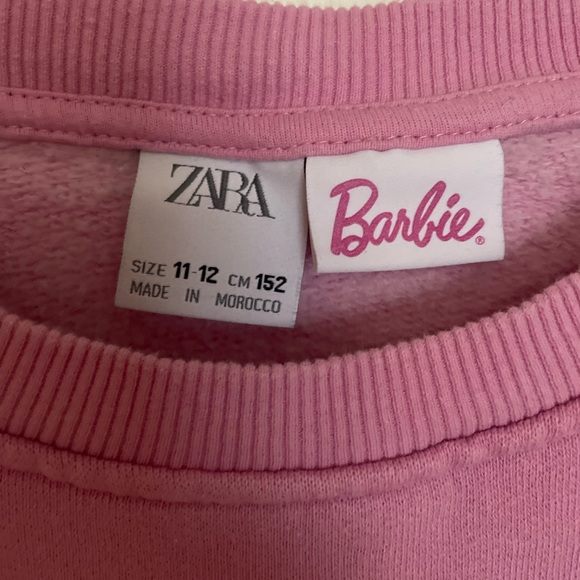 ZARA
SIZE 11-12 CM 152
MADE IN MOROCCO
Barbie®